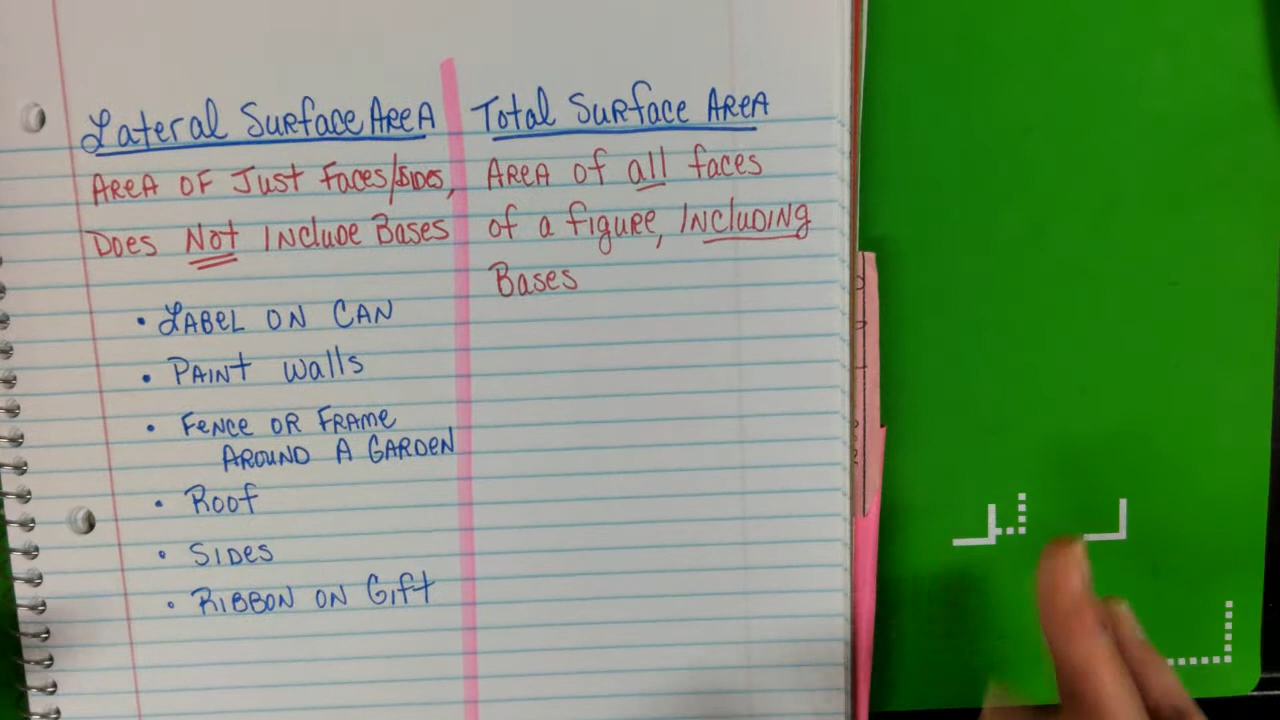 Lateral Surface Area
Area of Just Faces/Sides,
Does Not Include Bases
• Label on Can
• Paint Walls
• Fence or Frame
Around a Garden
• Roof
• Sides
• Ribbon on Gift
Total Surface Area
Area of all faces
of a figure, Including
Bases